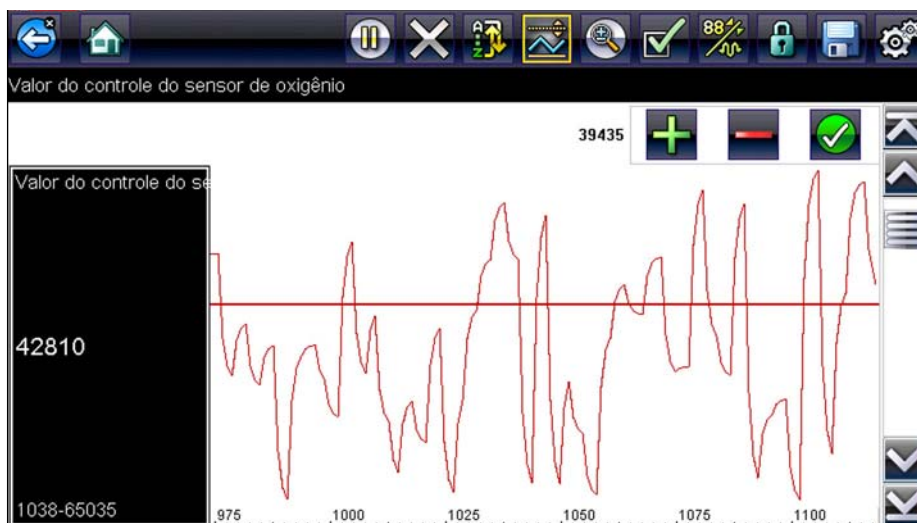 Valor do controle do sensor de oxigênio
39435
Valor do controle do se
42810
1038-65035
975 1000 1025 1050 1075 1100